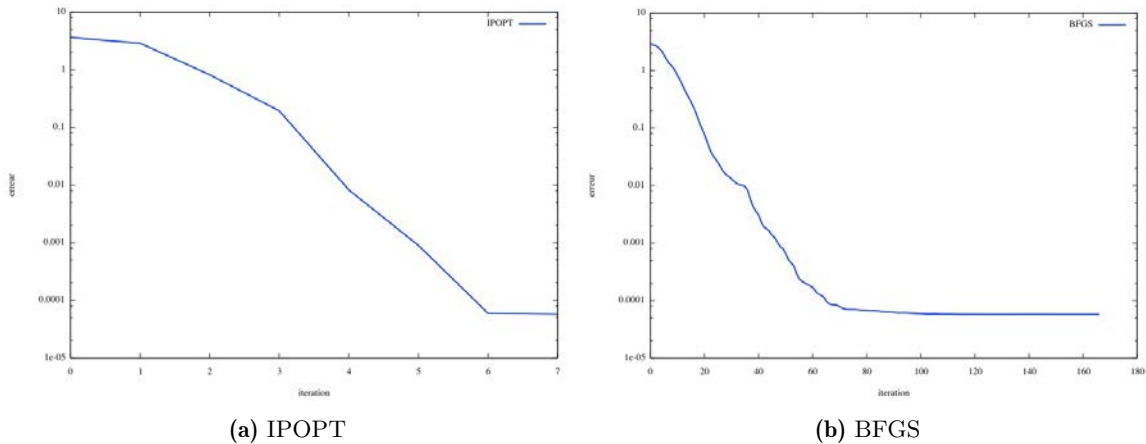 IPOPT
10
1
0.1
0.01
0.001
0.0001
1e-05
erreur
0 1 2 3 4 5 6 7
iteration
(a) IPOPT
BFGS
10
1
0.1
0.01
0.001
0.0001
1e-05
erreur
0 20 40 60 80 100 120 140 160 180
iteration
(b) BFGS